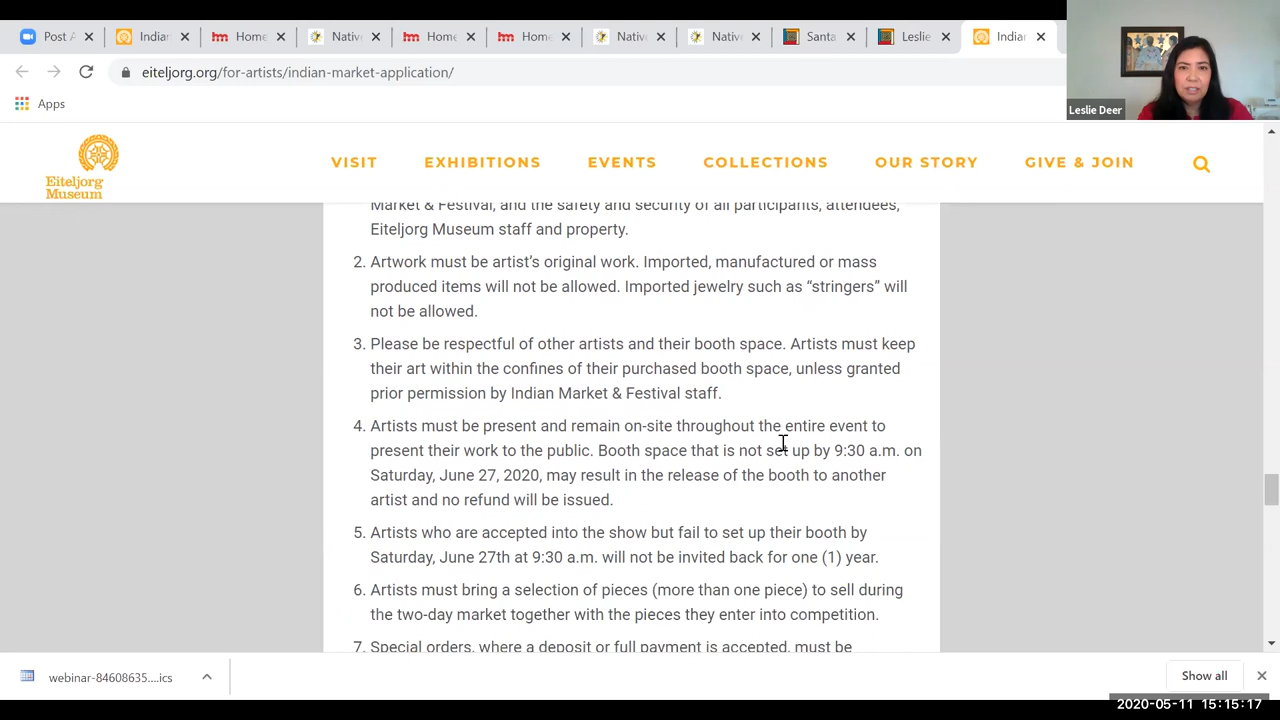 Post A
Indian
Home
Nativ
Home
Home
Nativ
Nativ
Santa
Leslie
Indian
eiteljorg.org/for-artists/indian-market-application/
Apps
Leslie Deer
Eiteljorg
Museum
VISIT EXHIBITIONS EVENTS COLLECTIONS OUR STORY GIVE & JOIN
Market & Festival, and the safety and security of all participants, attendees,
Eiteljorg Museum staff and property.
2. Artwork must be artist's original work. Imported, manufactured or mass
produced items will not be allowed. Imported jewelry such as “stringers” will
not be allowed.
3. Please be respectful of other artists and their booth space. Artists must keep
their art within the confines of their purchased booth space, unless granted
prior permission by Indian Market & Festival staff.
4. Artists must be present and remain on-site throughout the entire event to
present their work to the public. Booth space that is not set up by 9:30 a.m. on
Saturday, June 27, 2020, may result in the release of the booth to another
artist and no refund will be issued.
5. Artists who are accepted into the show but fail to set up their booth by
Saturday, June 27th at 9:30 a.m. will not be invited back for one (1) year.
6. Artists must bring a selection of pieces (more than one piece) to sell during
the two-day market together with the pieces they enter into competition.
7. Special orders, where a deposit or full payment is accepted, must be
webinar-84608635....ics
Show all
2020-05-11 15:15:17